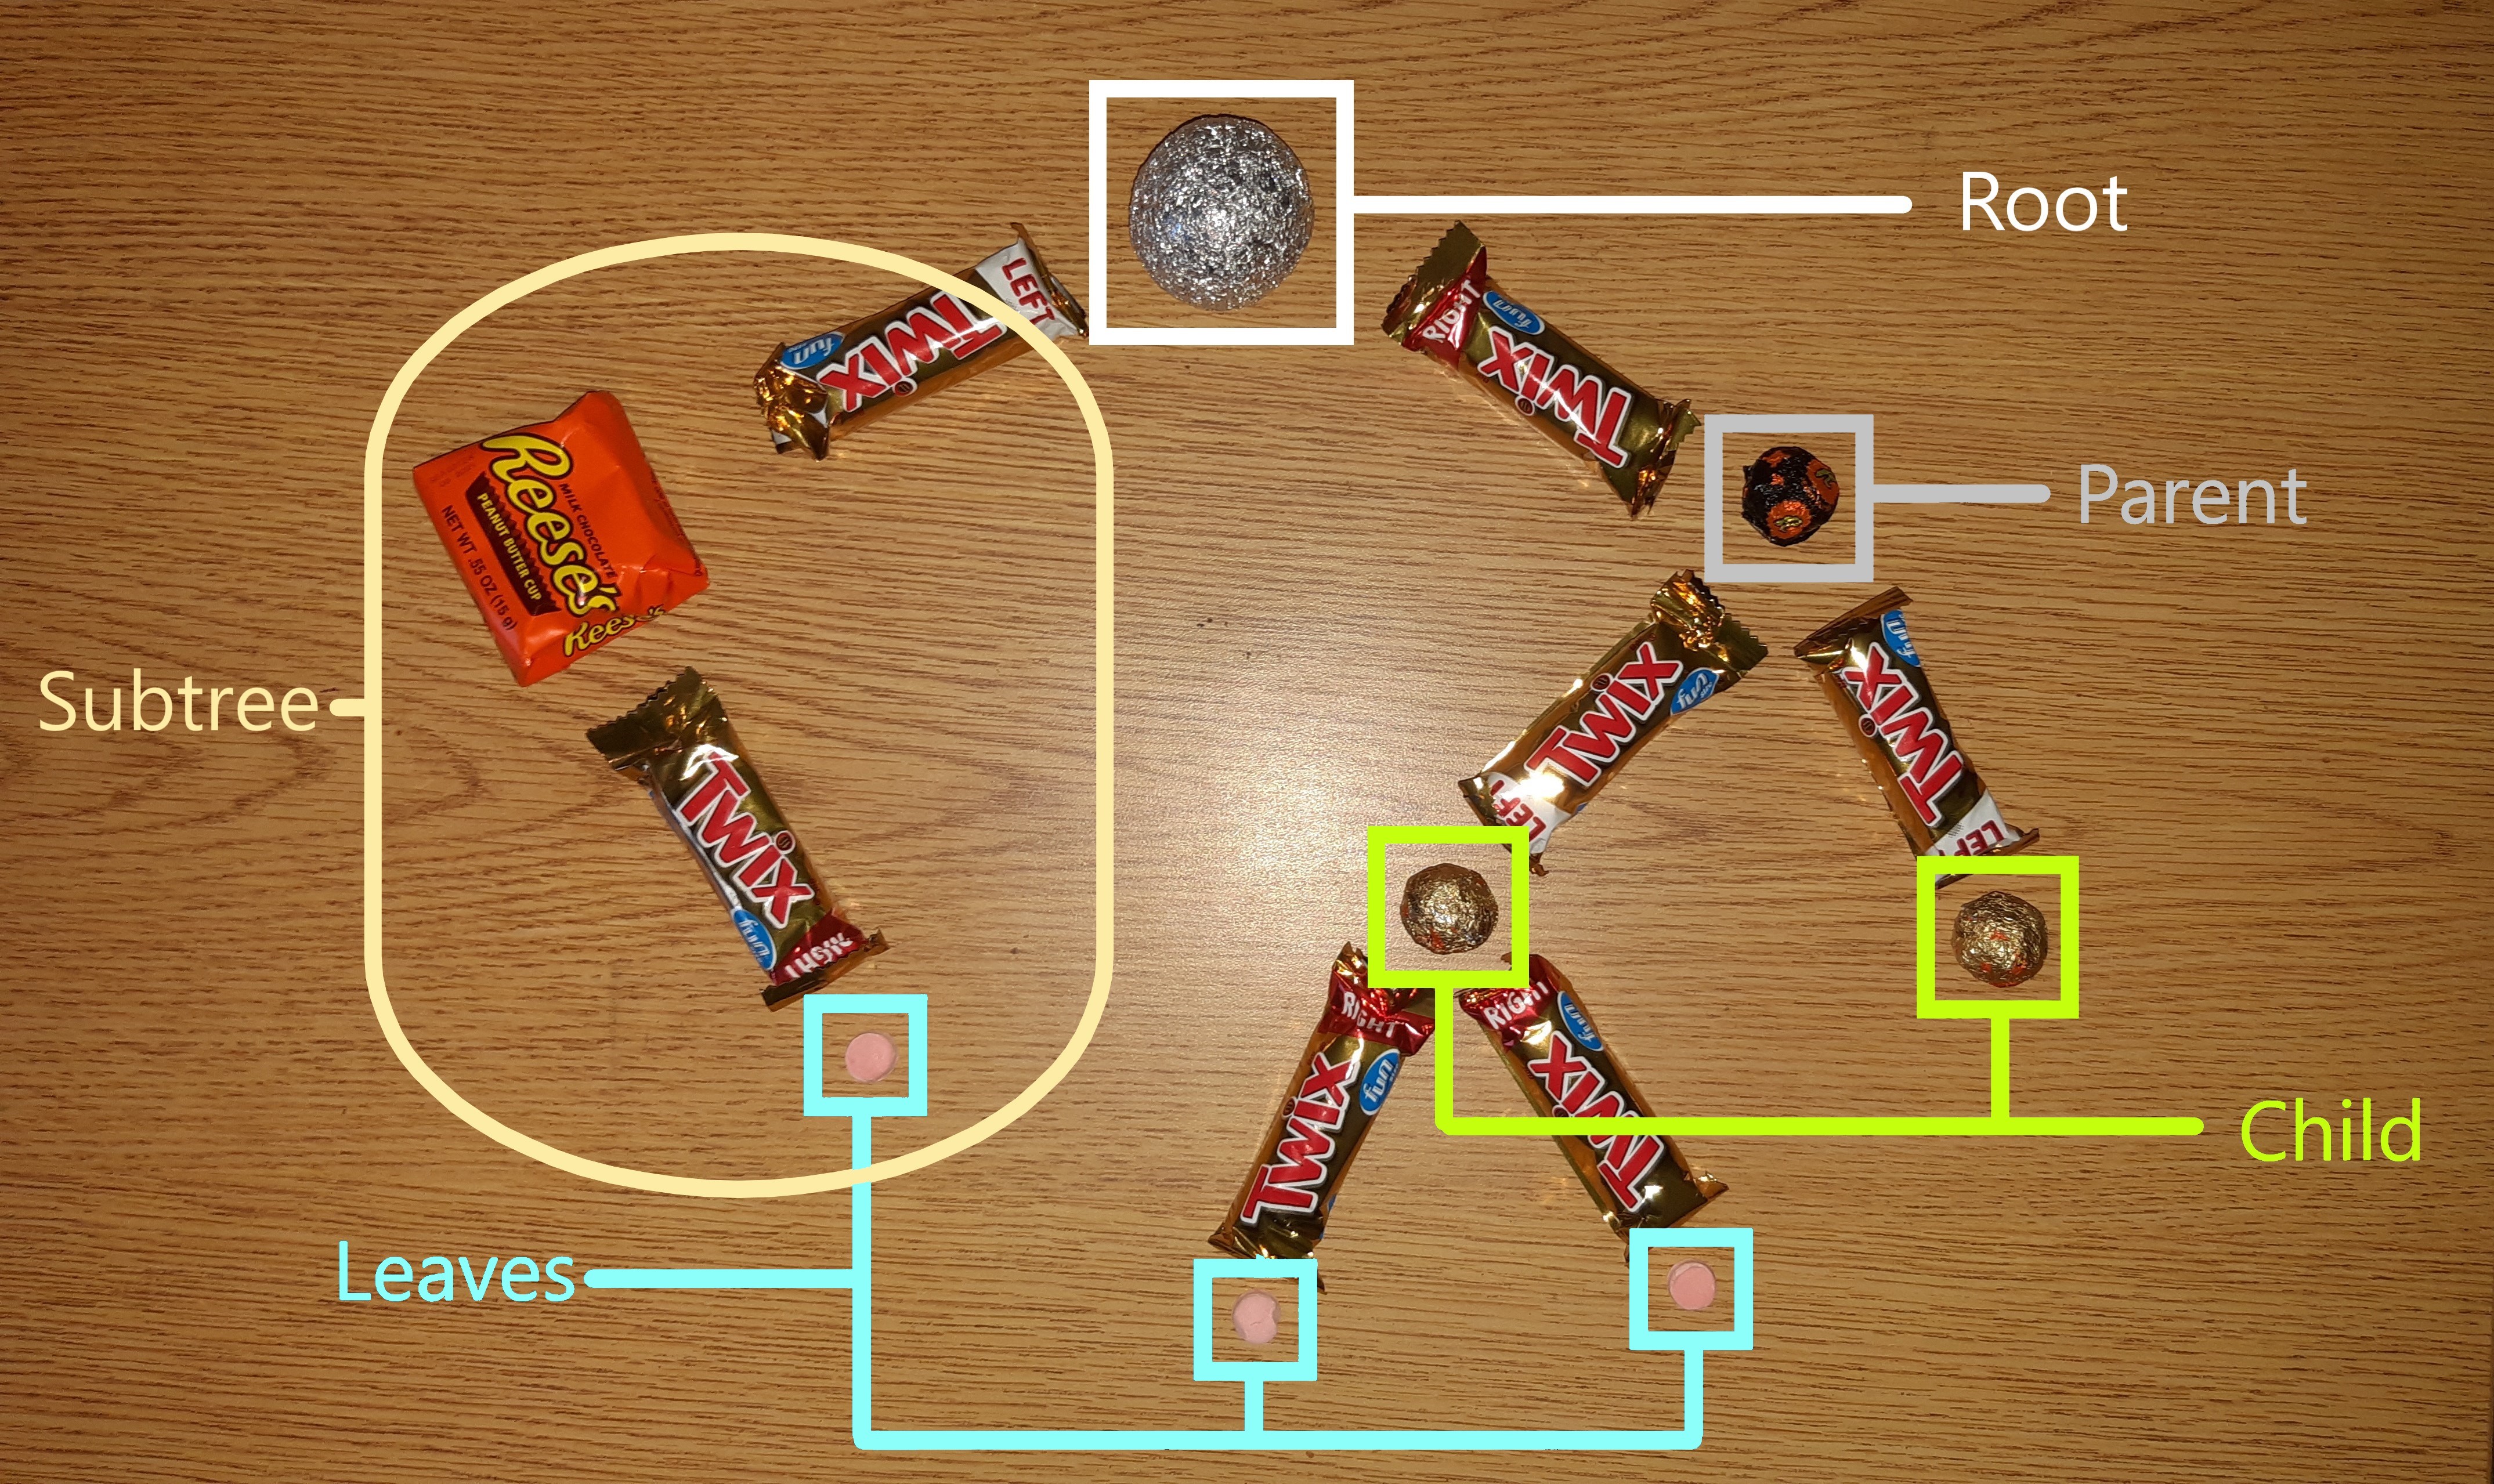 Root
LEFT
TWIX
fun
size
RIGHT
fun
TWIX
Reese's
MILK CHOCOLATE
PEANUT BUTTER CUP
NET WT .55 OZ (15 g)
Reese's
Parent
TWIX
fun
size
LEFT
fun
TWIX
LEFT
Subtree
TWIX
fun
RIGHT
RIGHT
fun
TWIX
RIGHT
fun
TWIX
Child
Leaves